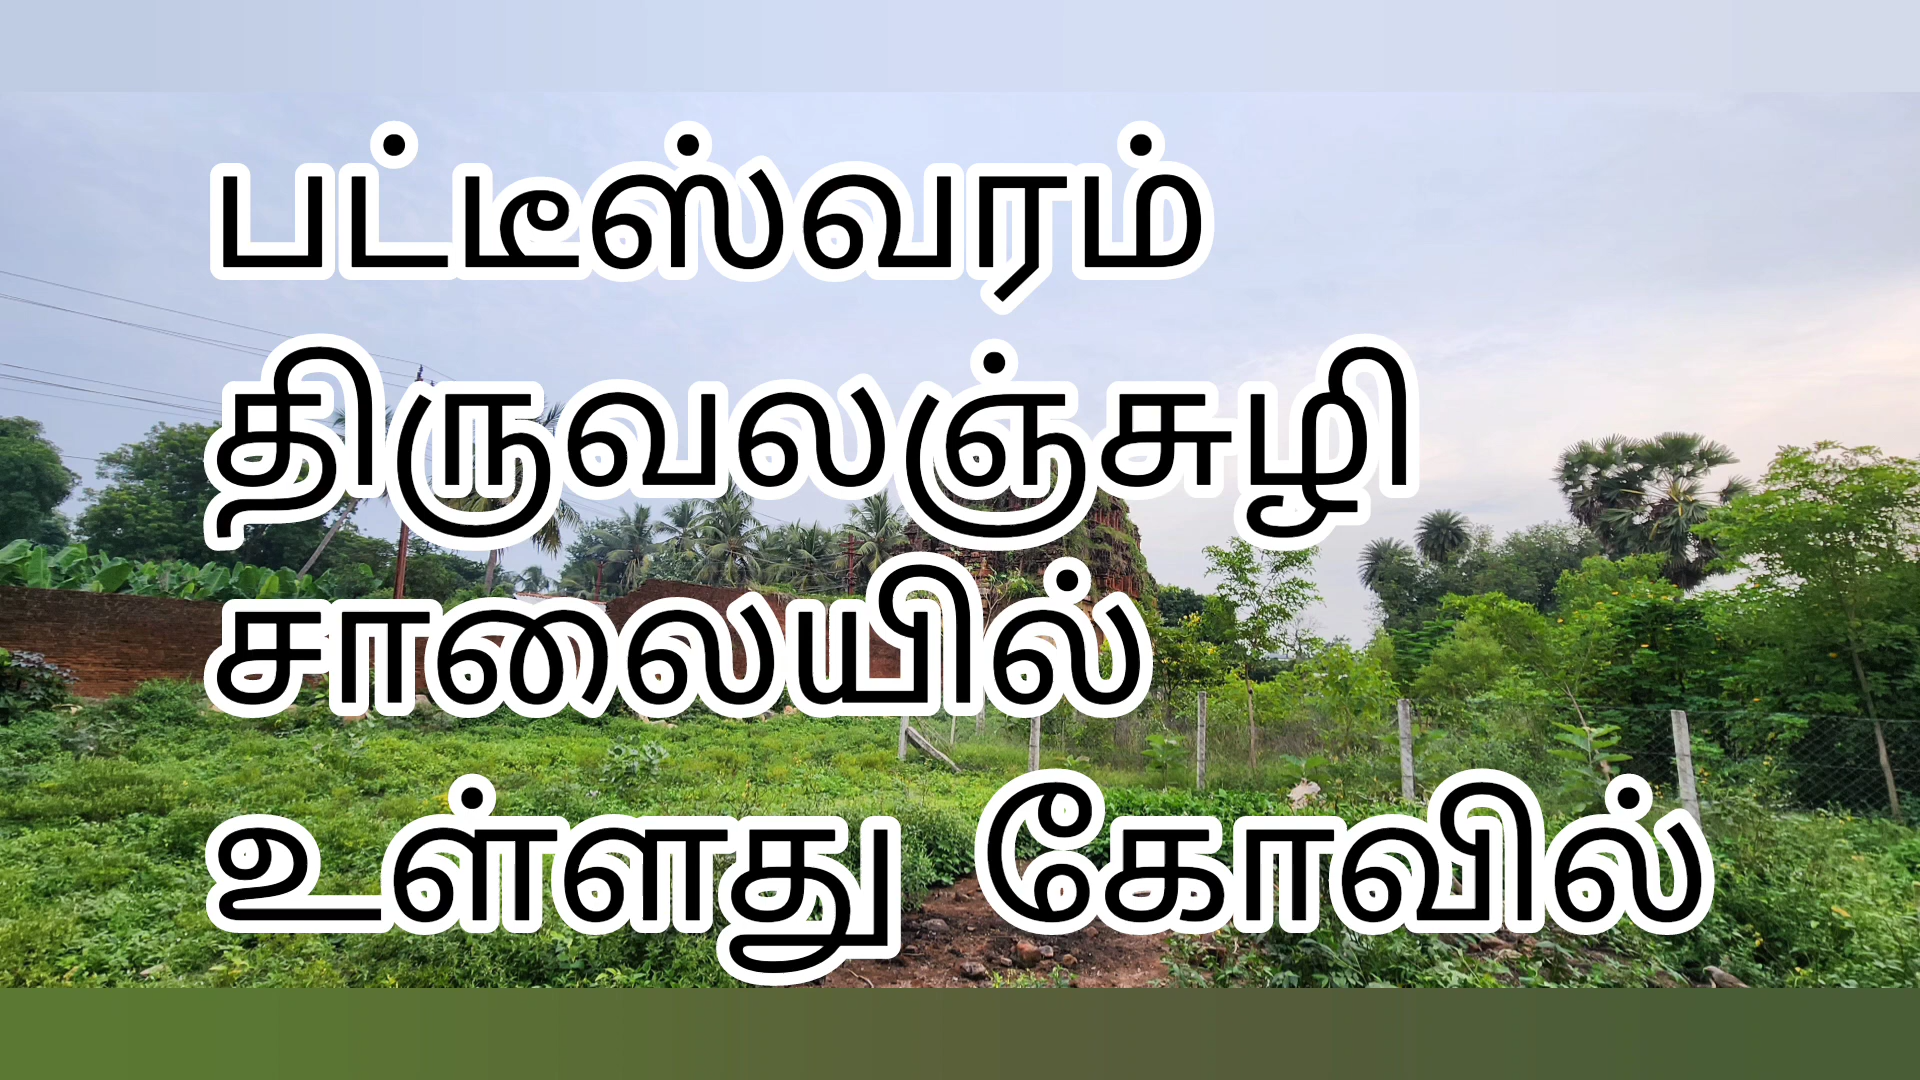 பட்டீஸ்வரம்
திருவலஞ்சுழி
சாலையில்
உள்ளது கோவில்